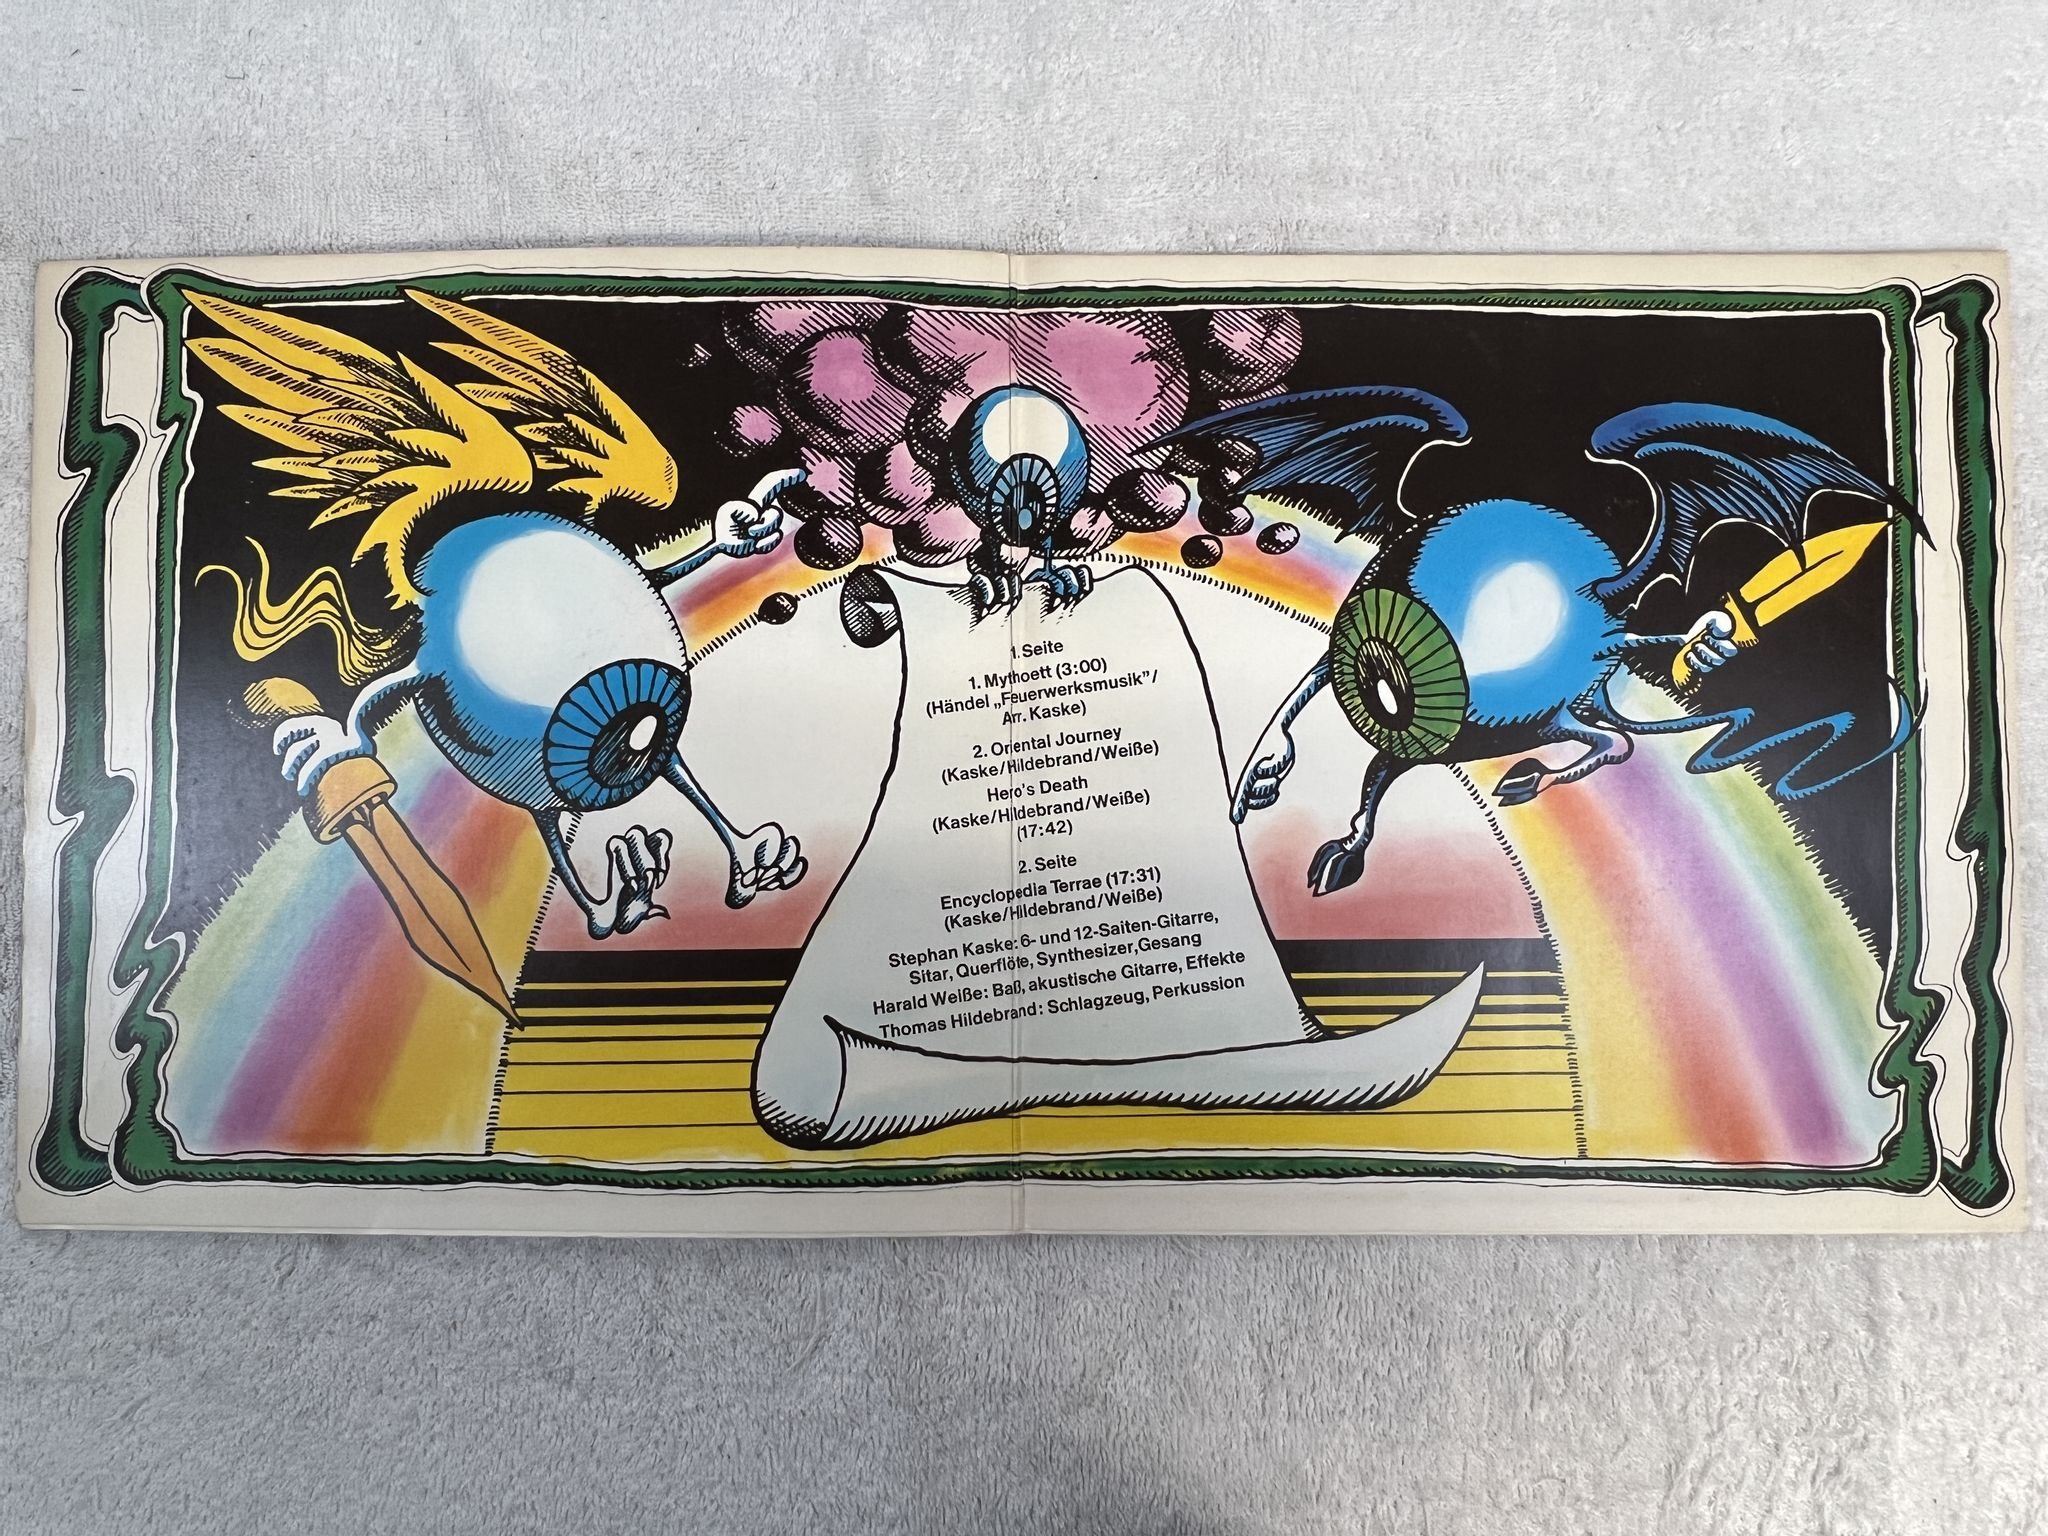 1. Seite
1. Mythoett (3:00)
(Händel „Feuerwerksmusik”/
Arr. Kaske)
2. Oriental Journey
(Kaske/Hildebrand/Weiße)
Hero's Death
(Kaske/Hildebrand/Weiße)
(17:42)
2. Seite
Encyclopedia Terrae (17:31)
(Kaske/Hildebrand/Weiße)
Stephan Kaske: 6- und 12-Saiten-Gitarre,
Sitar, Querflöte, Synthesizer, Gesang
Harald Weiße: Baß, akustische Gitarre, Effekte
Thomas Hildebrand: Schlagzeug, Perkussion